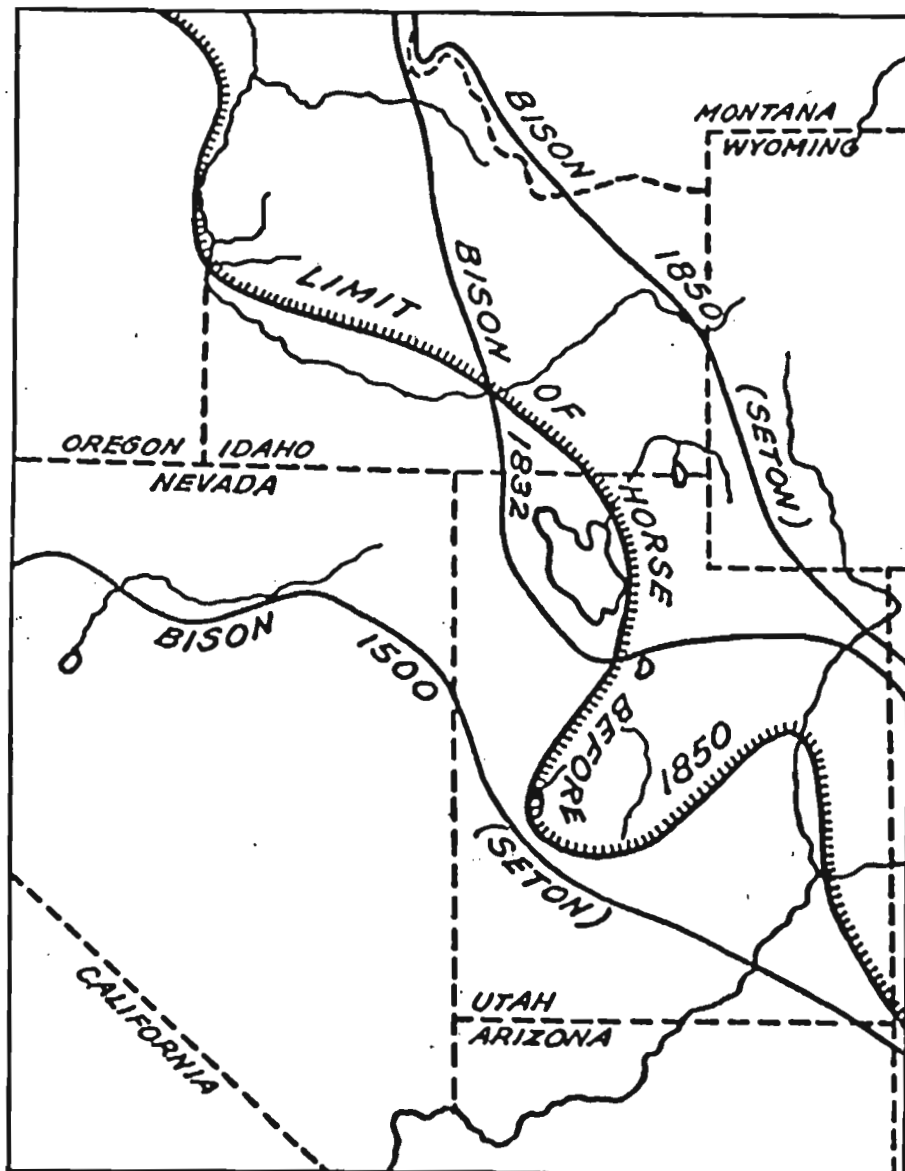 BISON
MONTANA
WYOMING
BISON
1850
(SETON)
LIMIT
OF
HORSE
BEFORE
1850
OREGON
IDAHO
NEVADA
1832
BISON
1500
(SETON)
UTAH
ARIZONA
CALIFORNIA